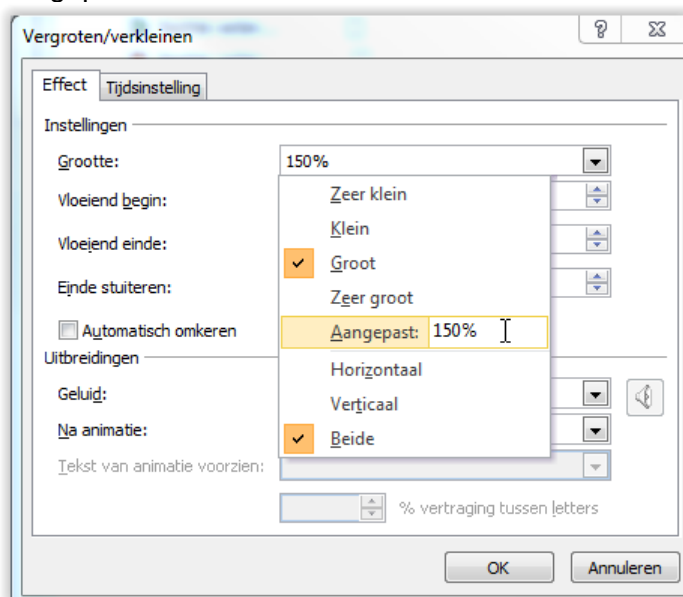 Vergroten/verkleinen
Effect Tijdsinstelling
Instellingen
Grootte: 150%
Zeer klein
Vloeiend begin:
Klein
Vloeiend einde:
Groot
Einde stuiteren:
Zeer groot
Automatisch omkeren
Aangepast: 150%
Uitbreidingen
Horizontaal
Geluid:
Verticaal
Na animatie:
Beide
Tekst van animatie voorzien:
% vertraging tussen letters
OK Annuleren